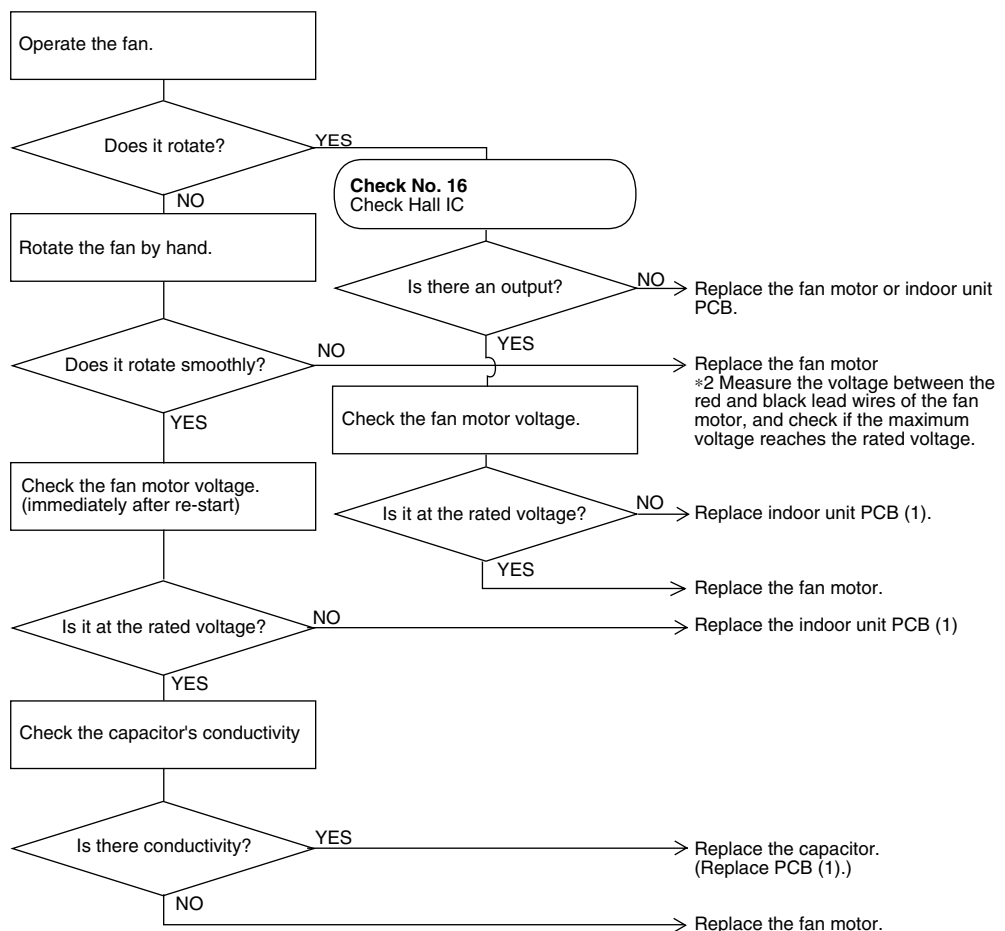 Operate the fan.
Does it rotate?
YES
NO
Check No. 16
Check Hall IC
Rotate the fan by hand.
Is there an output?
NO
Replace the fan motor or indoor unit
PCB.
YES
Does it rotate smoothly?
NO
Replace the fan motor
*2 Measure the voltage between the
red and black lead wires of the fan
motor, and check if the maximum
voltage reaches the rated voltage.
YES
Check the fan motor voltage.
Check the fan motor voltage.
(immediately after re-start)
Is it at the rated voltage?
NO
Replace indoor unit PCB (1).
YES
Replace the fan motor.
Is it at the rated voltage?
NO
Replace the indoor unit PCB (1)
YES
Check the capacitor's conductivity
Is there conductivity?
YES
Replace the capacitor.
(Replace PCB (1).)
NO
Replace the fan motor.